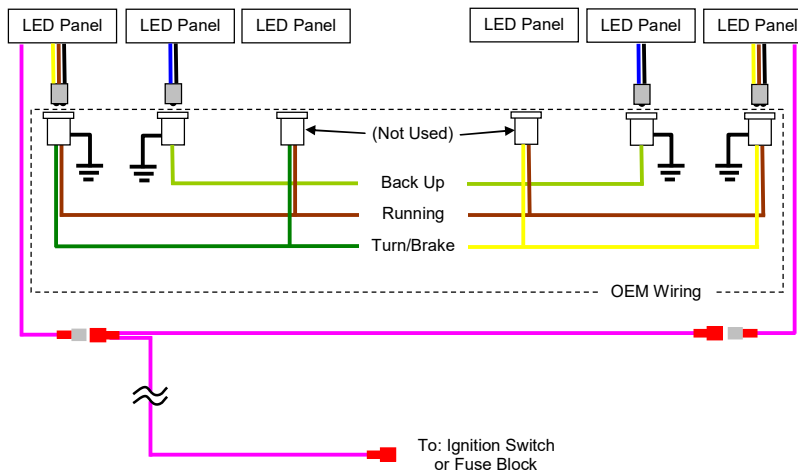 LED Panel
LED Panel
LED Panel
LED Panel
LED Panel
LED Panel
(Not Used)
Back Up
Running
Turn/Brake
OEM Wiring
To: Ignition Switch
or Fuse Block